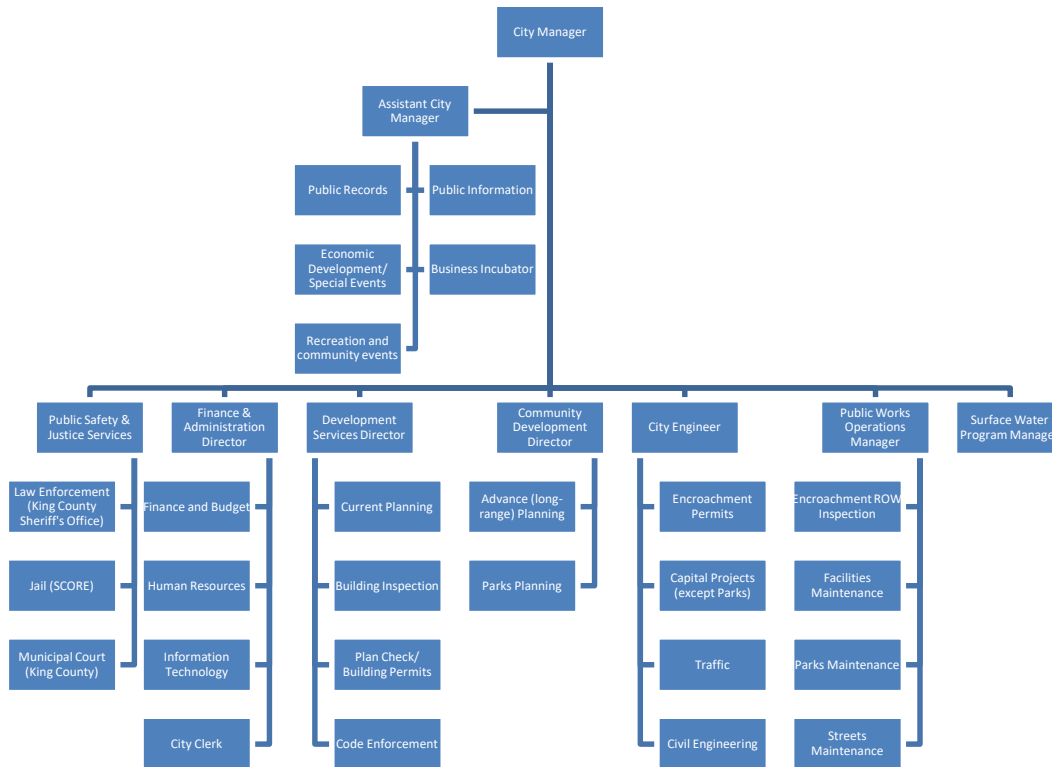 City Manager
Assistant City
Manager
Public Records
Public Information
Economic
Development/
Special Events
Business Incubator
Recreation and
community events
Public Safety &
Justice Services
Finance &
Administration
Director
Development
Services Director
Community
Development
Director
City Engineer
Public Works
Operations
Manager
Surface Water
Program Manager
Law Enforcement
(King County
Sheriff's Office)
Finance and Budget
Current Planning
Advance (long-
range) Planning
Encroachment
Permits
Encroachment ROW
Inspection
Jail (SCORE)
Human Resources
Building Inspection
Parks Planning
Capital Projects
(except Parks)
Facilities
Maintenance
Municipal Court
(King County)
Information
Technology
Plan Check/
Building Permits
Traffic
Parks Maintenance
City Clerk
Code Enforcement
Civil Engineering
Streets
Maintenance